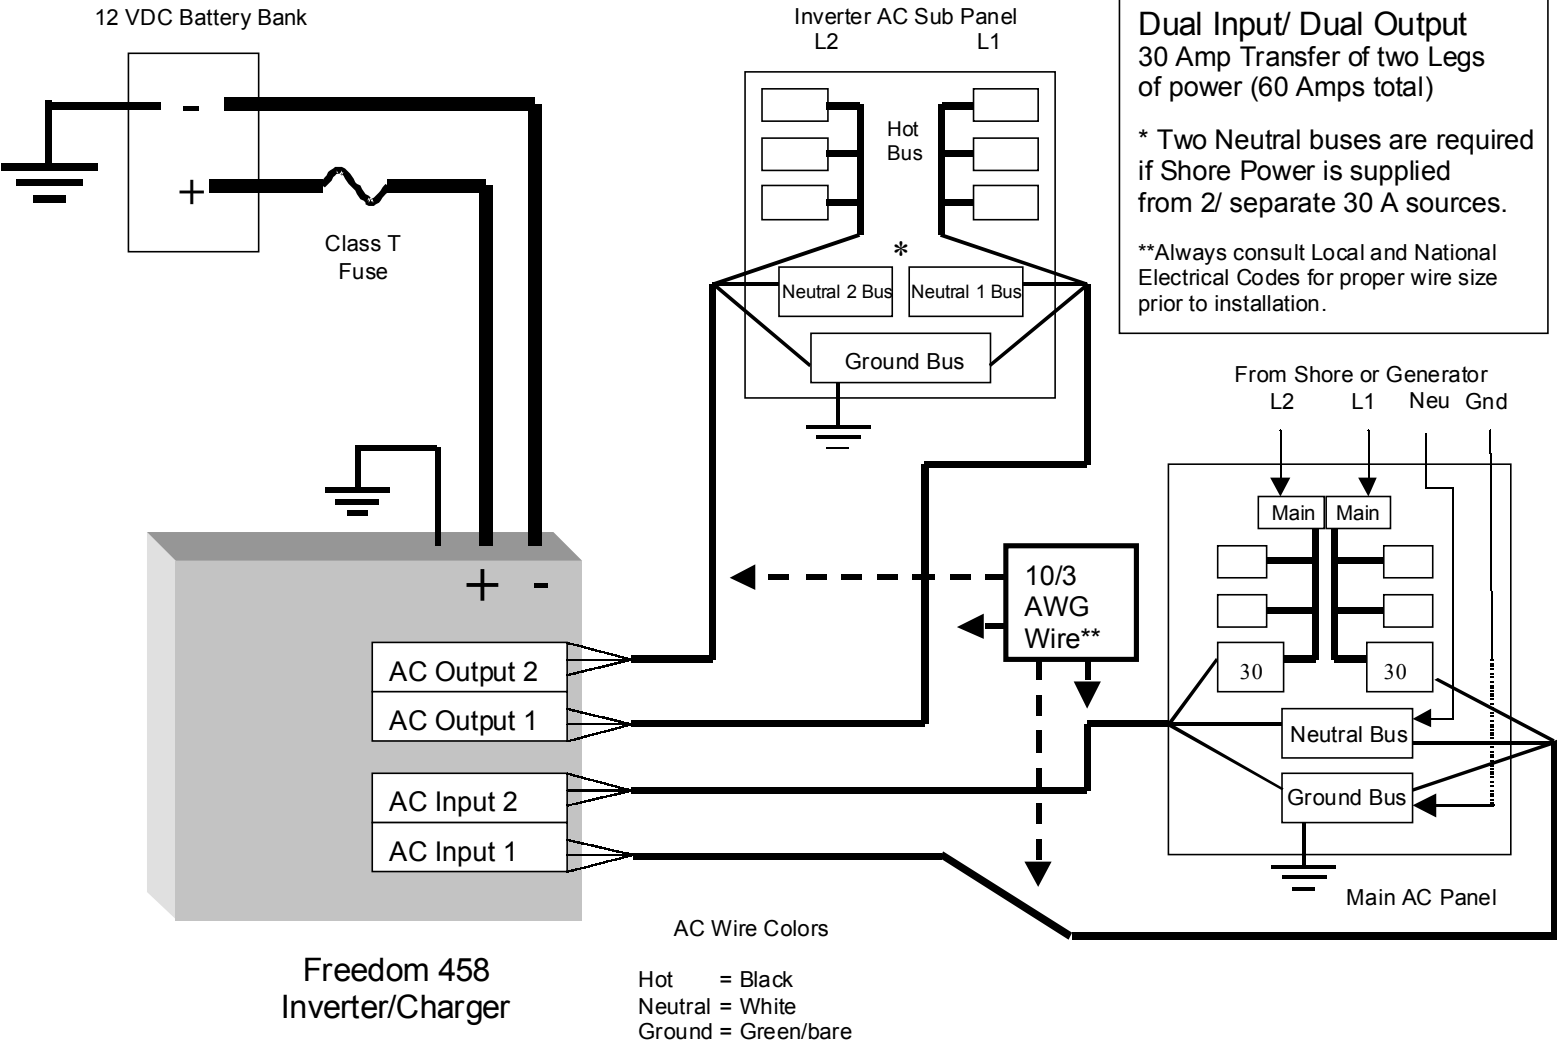 12 VDC Battery Bank
-
+
Class T
Fuse
Inverter AC Sub Panel
L2 L1
Hot
Bus
*
Neutral 2 Bus Neutral 1 Bus
Ground Bus
Dual Input/ Dual Output
30 Amp Transfer of two Legs
of power (60 Amps total)
* Two Neutral buses are required
if Shore Power is supplied
from 2/ separate 30 A sources.
**Always consult Local and National
Electrical Codes for proper wire size
prior to installation.
From Shore or Generator
L2 L1 Neu Gnd
Main Main
30 30
Neutral Bus
Ground Bus
Main AC Panel
10/3
AWG
Wire**
+ -
AC Output 2
AC Output 1
AC Input 2
AC Input 1
Freedom 458
Inverter/Charger
AC Wire Colors
Hot = Black
Neutral = White
Ground = Green/bare